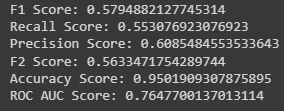 F1 Score: 0.5794882127745314
Recall Score: 0.553076923076923
Precision Score: 0.6085484553533643
F2 Score: 0.5633471754289744
Accuracy Score: 0.9501909307875895
ROC AUC Score: 0.7647700137013114